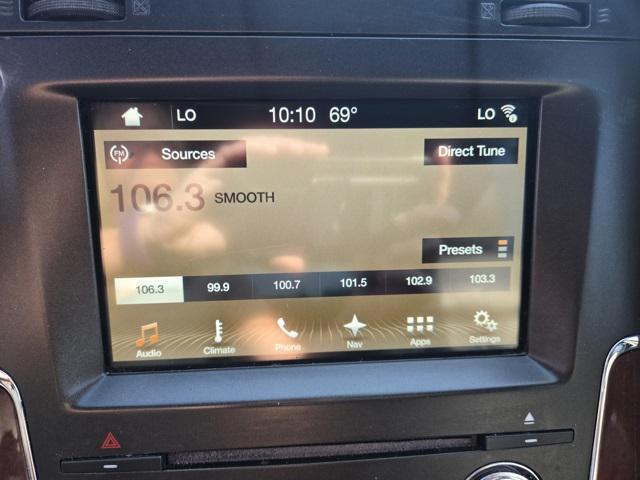 LO 10:10 69° LO
FM Sources Direct Tune
106.3 SMOOTH
Presets
106.3 99.9 100.7 101.5 102.9 103.3
Audio Climate Phone Nav Apps Settings